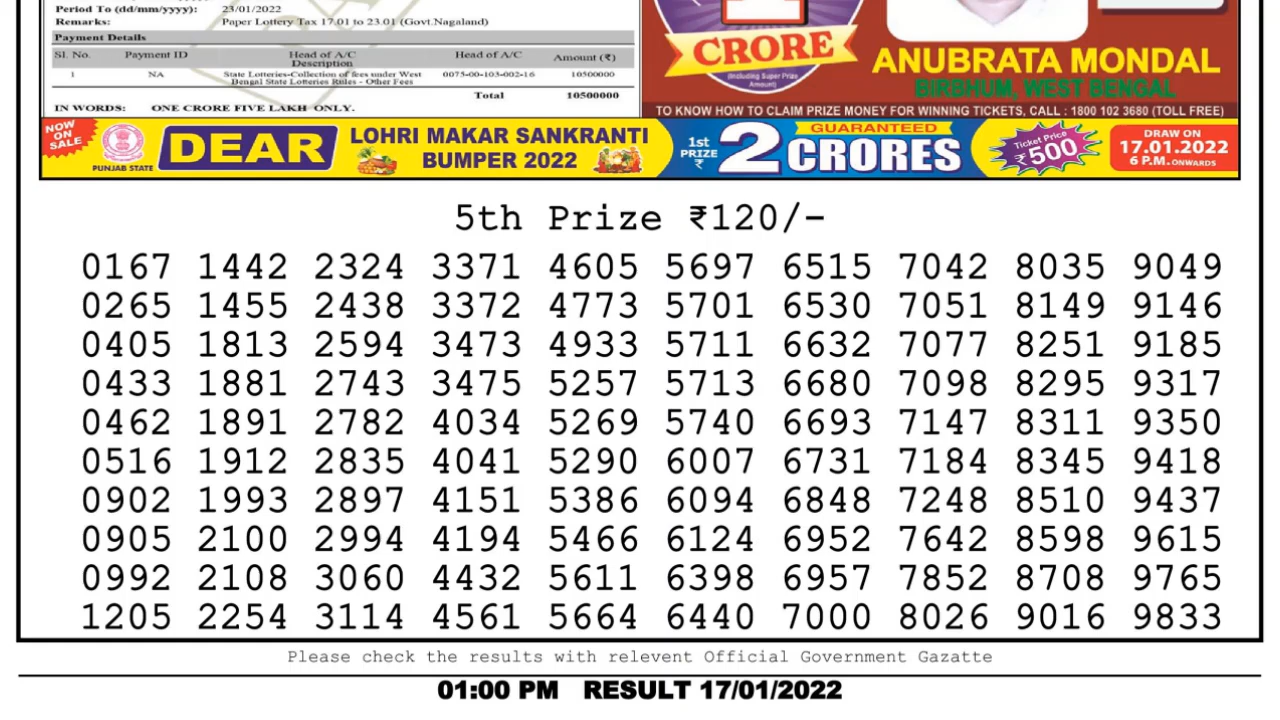 Period To (dd/mm/yyyy): 23/01/2022
Remarks: Paper Lottery Tax 17.01 to 23.01 (Govt.Nagaland)
Payment Details
Sl. No. Payment ID Head of A/C Description Head of A/C Amount (₹)
1 NA State Lotteries-Collection of fees under West Bengal State Lotteries Rules - Other Fees 0075-00-103-002-16 10500000
Total 10500000
IN WORDS: ONE CRORE FIVE LAKH ONLY.
1
CRORE
(Including Super Prize Amount)
ANUBRATA MONDAL
BIRBHUM, WEST BENGAL
TO KNOW HOW TO CLAIM PRIZE MONEY FOR WINNING TICKETS, CALL : 1800 102 3680 (TOLL FREE)
NOW ON SALE
PUNJAB STATE
DEAR
LOHRI MAKAR SANKRANTI
BUMPER 2022
1st PRIZE ₹
2
GUARANTEED
CRORES
Ticket Price
₹500
DRAW ON
17.01.2022
6 P.M. ONWARDS
5th Prize ₹120/-
0167 1442 2324 3371 4605 5697 6515 7042 8035 9049
0265 1455 2438 3372 4773 5701 6530 7051 8149 9146
0405 1813 2594 3473 4933 5711 6632 7077 8251 9185
0433 1881 2743 3475 5257 5713 6680 7098 8295 9317
0462 1891 2782 4034 5269 5740 6693 7147 8311 9350
0516 1912 2835 4041 5290 6007 6731 7184 8345 9418
0902 1993 2897 4151 5386 6094 6848 7248 8510 9437
0905 2100 2994 4194 5466 6124 6952 7642 8598 9615
0992 2108 3060 4432 5611 6398 6957 7852 8708 9765
1205 2254 3114 4561 5664 6440 7000 8026 9016 9833
Please check the results with relevent Official Government Gazatte
01:00 PM RESULT 17/01/2022